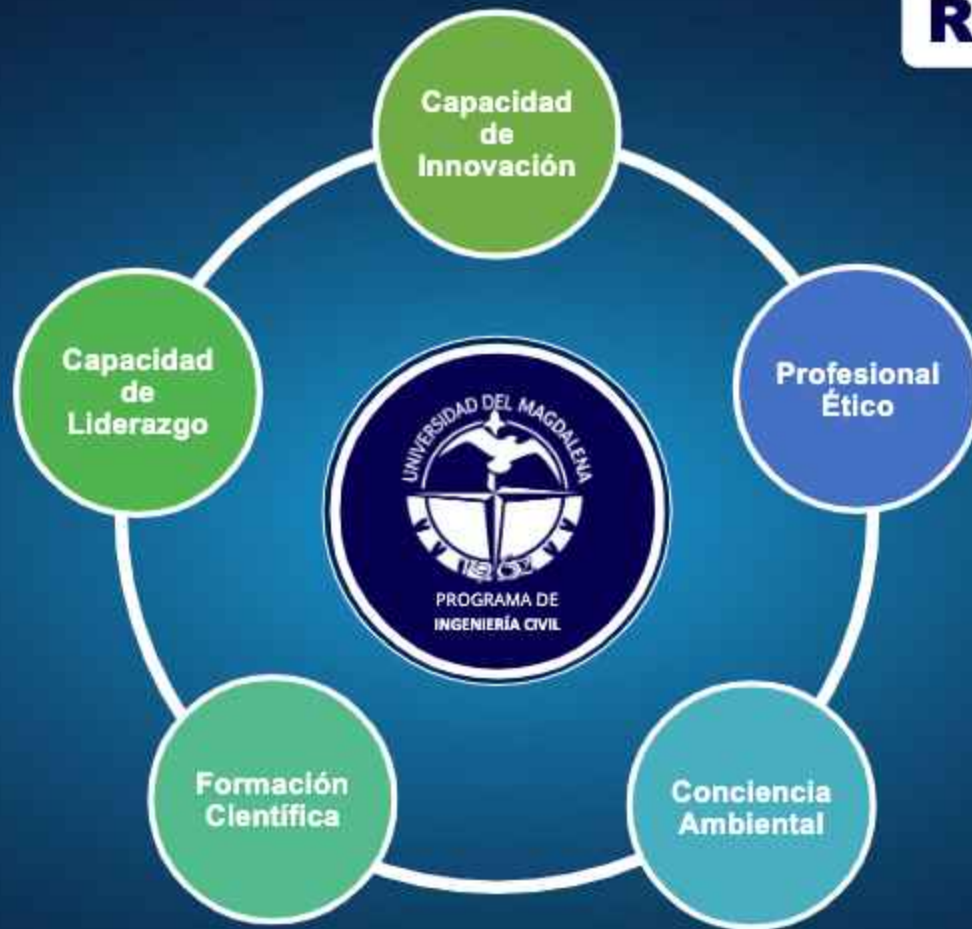 R
Capacidad
de
Innovación
Profesional
Ético
Conciencia
Ambiental
Formación
Científica
Capacidad
de
Liderazgo
UNIVERSIDAD DEL MAGDALENA
1962
PROGRAMA DE
INGENIERÍA CIVIL